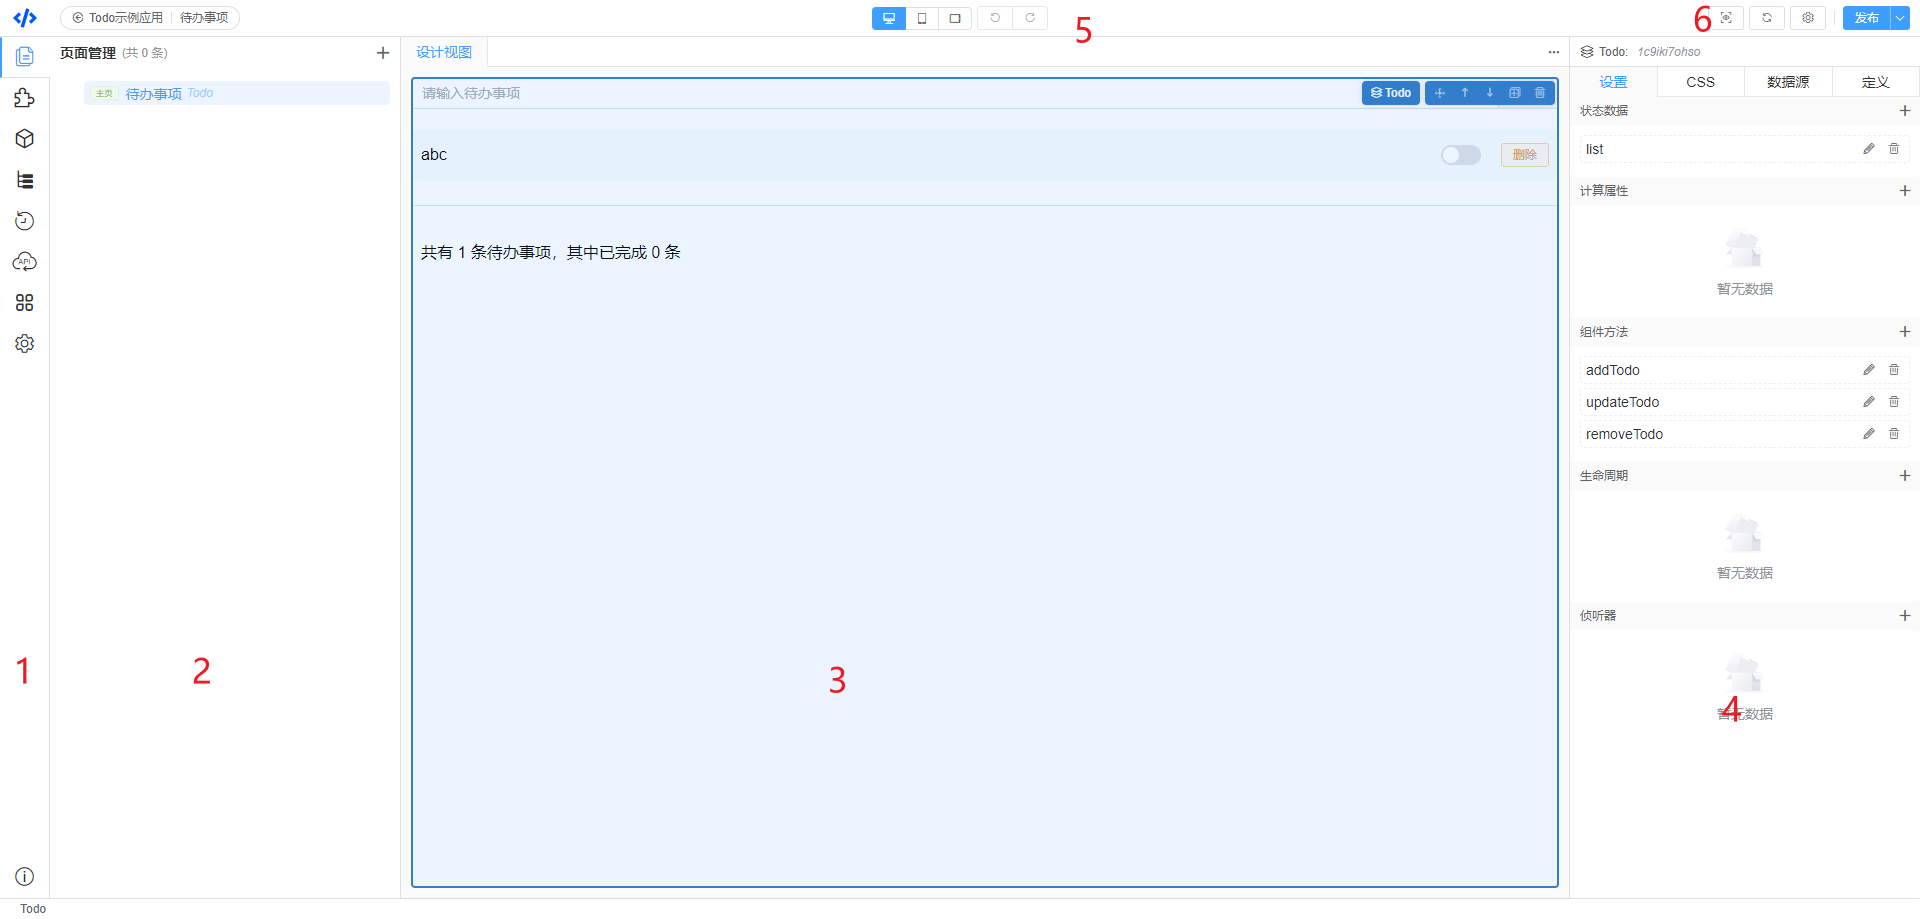 Todo示例应用 待办事项
5
6
发布
页面管理 (共 0 条)
主页 待办事项 Todo
设计视图
请输入待办事项
Todo
abc
删除
共有 1 条待办事项，其中已完成 0 条
Todo: 1c9iki7ohso
设置 CSS 数据源 定义
状态数据
list
计算属性
暂无数据
组件方法
addTodo
updateTodo
removeTodo
生命周期
暂无数据
侦听器
暂无数据
API
1
2
3
4
Todo